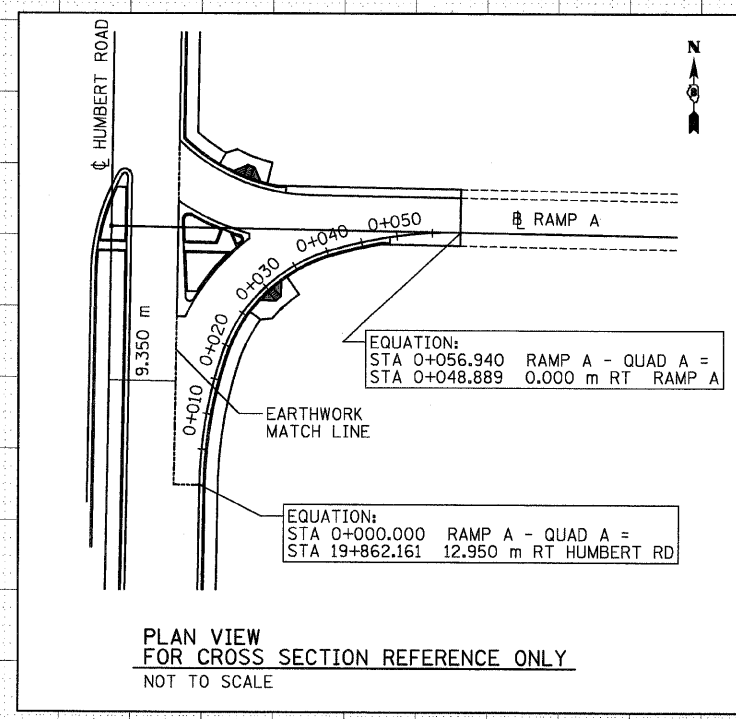 N
℄ HUMBERT ROAD
B
℄ RAMP A
0+050
0+040
0+030
0+020
0+010
9.350 m
EQUATION:
STA 0+056.940 RAMP A - QUAD A =
STA 0+048.889 0.000 m RT RAMP A
EARTHWORK
MATCH LINE
EQUATION:
STA 0+000.000 RAMP A - QUAD A =
STA 19+862.161 12.950 m RT HUMBERT RD
PLAN VIEW
FOR CROSS SECTION REFERENCE ONLY
NOT TO SCALE